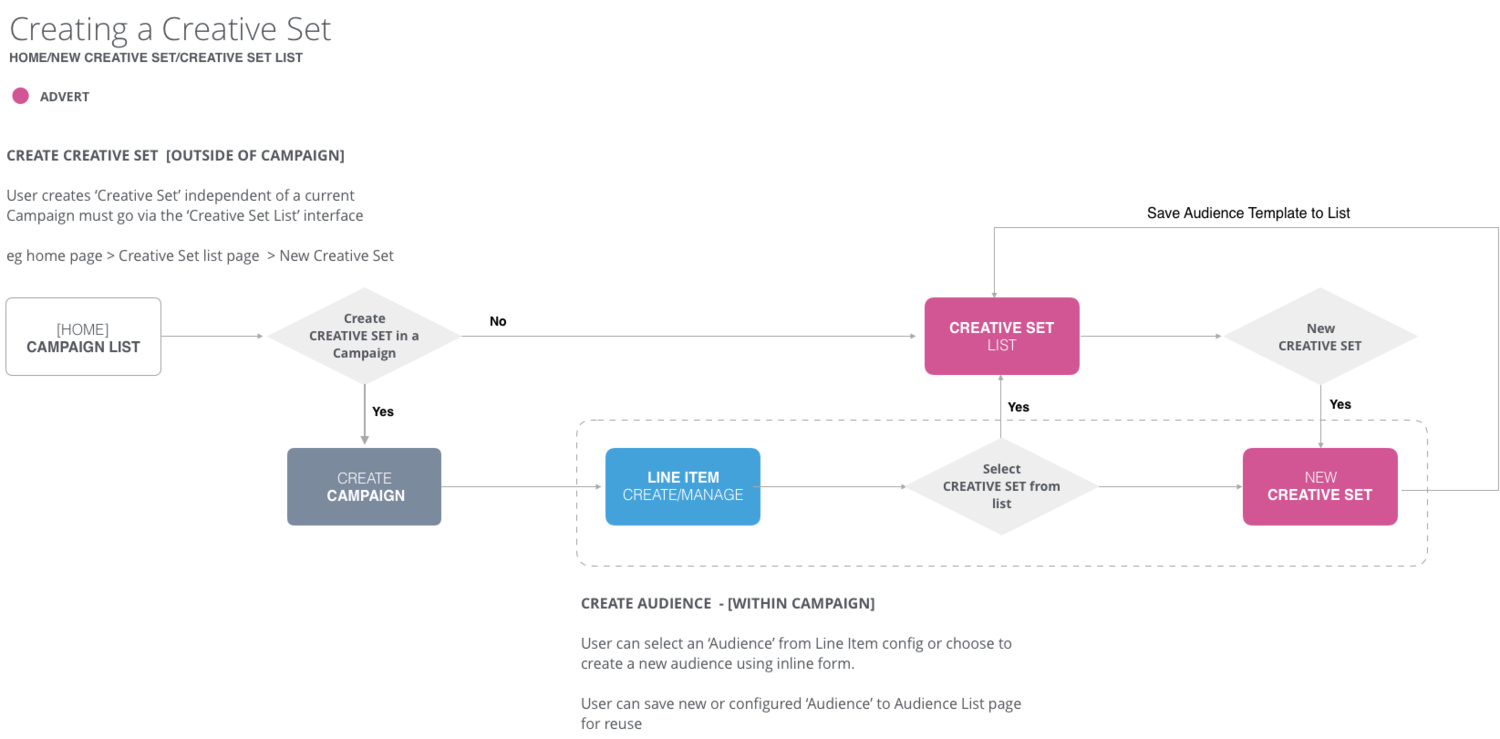 Creating a Creative Set
HOME/NEW CREATIVE SET/CREATIVE SET LIST
ADVERT
CREATE CREATIVE SET [OUTSIDE OF CAMPAIGN]
User creates ‘Creative Set’ independent of a current
Campaign must go via the ‘Creative Set List’ interface
eg home page > Creative Set list page > New Creative Set
Save Audience Template to List
[HOME]
CAMPAIGN LIST
Create
CREATIVE SET in a
Campaign
No
CREATIVE SET
LIST
New
CREATIVE SET
Yes
Yes
Yes
CREATE
CAMPAIGN
LINE ITEM
CREATE/MANAGE
Select
CREATIVE SET from
list
NEW
CREATIVE SET
CREATE AUDIENCE - [WITHIN CAMPAIGN]
User can select an ‘Audience’ from Line Item config or choose to
create a new audience using inline form.
User can save new or configured ‘Audience’ to Audience List page
for reuse